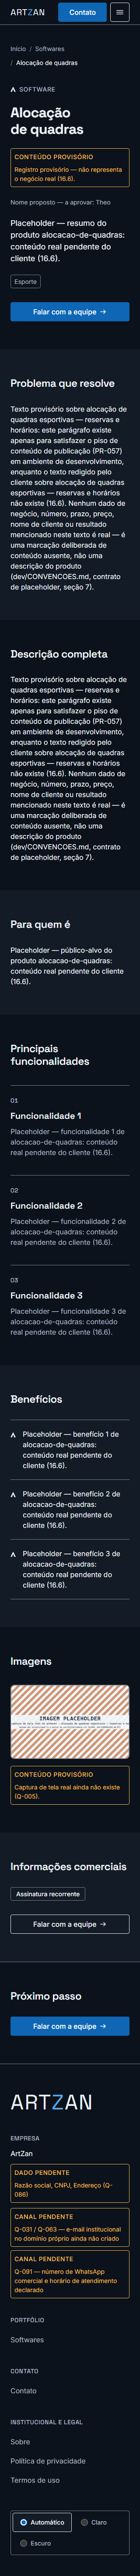 ARTZAN
Contato
Início / Softwares
/ Alocação de quadras
SOFTWARE
Alocação
de quadras
CONTEÚDO PROVISÓRIO
Registro provisório — não representa
o negócio real (16.6).
Nome proposto — a aprovar: Theo
Placeholder — resumo do
produto alocacao-de-quadras:
conteúdo real pendente do
cliente (16.6).
Esporte
Falar com a equipe →
Problema que resolve
Texto provisório sobre alocação de
quadras esportivas — reservas e
horários: este parágrafo existe
apenas para satisfazer o piso de
conteúdo de publicação (PR-057)
em ambiente de desenvolvimento,
enquanto o texto redigido pelo
cliente sobre alocação de quadras
esportivas — reservas e horários
não existe (16.6). Nenhum dado de
negócio, número, prazo, preço,
nome de cliente ou resultado
mencionado neste texto é real — é
uma marcação deliberada de
conteúdo ausente, não uma
descrição do produto
(dev/CONVENCOES.md, contrato
de placeholder, seção 7).
Descrição completa
Texto provisório sobre alocação de
quadras esportivas — reservas e
horários: este parágrafo existe
apenas para satisfazer o piso de
conteúdo de publicação (PR-057)
em ambiente de desenvolvimento,
enquanto o texto redigido pelo
cliente sobre alocação de quadras
esportivas — reservas e horários
não existe (16.6). Nenhum dado de
negócio, número, prazo, preço,
nome de cliente ou resultado
mencionado neste texto é real — é
uma marcação deliberada de
conteúdo ausente, não uma
descrição do produto
(dev/CONVENCOES.md, contrato
de placeholder, seção 7).
Para quem é
Placeholder — público-alvo do
produto alocacao-de-quadras:
conteúdo real pendente do cliente
(16.6).
Principais
funcionalidades
01
Funcionalidade 1
Placeholder — funcionalidade 1 de
alocacao-de-quadras: conteúdo
real pendente do cliente (16.6).
02
Funcionalidade 2
Placeholder — funcionalidade 2 de
alocacao-de-quadras: conteúdo
real pendente do cliente (16.6).
03
Funcionalidade 3
Placeholder — funcionalidade 3 de
alocacao-de-quadras: conteúdo
real pendente do cliente (16.6).
Benefícios
Placeholder — benefício 1 de
alocacao-de-quadras:
conteúdo real pendente do
cliente (16.6).
Placeholder — benefício 2 de
alocacao-de-quadras:
conteúdo real pendente do
cliente (16.6).
Placeholder — benefício 3 de
alocacao-de-quadras:
conteúdo real pendente do
cliente (16.6).
Imagens
IMAGEM PLACEHOLDER
CONTEÚDO PROVISÓRIO
Captura de tela real ainda não existe
(Q-005).
Informações comerciais
Assinatura recorrente
Falar com a equipe →
Próximo passo
Falar com a equipe →
ARTZAN
EMPRESA
ArtZan
DADO PENDENTE
Razão social, CNPJ, Endereço (Q-
086)
CANAL PENDENTE
Q-031 / Q-063 — e-mail institucional
no domínio próprio ainda não criado
CANAL PENDENTE
Q-091 — número de WhatsApp
comercial e horário de atendimento
declarado
PORTFÓLIO
Softwares
CONTATO
Contato
INSTITUCIONAL E LEGAL
Sobre
Política de privacidade
Termos de uso
Automático
Claro
Escuro